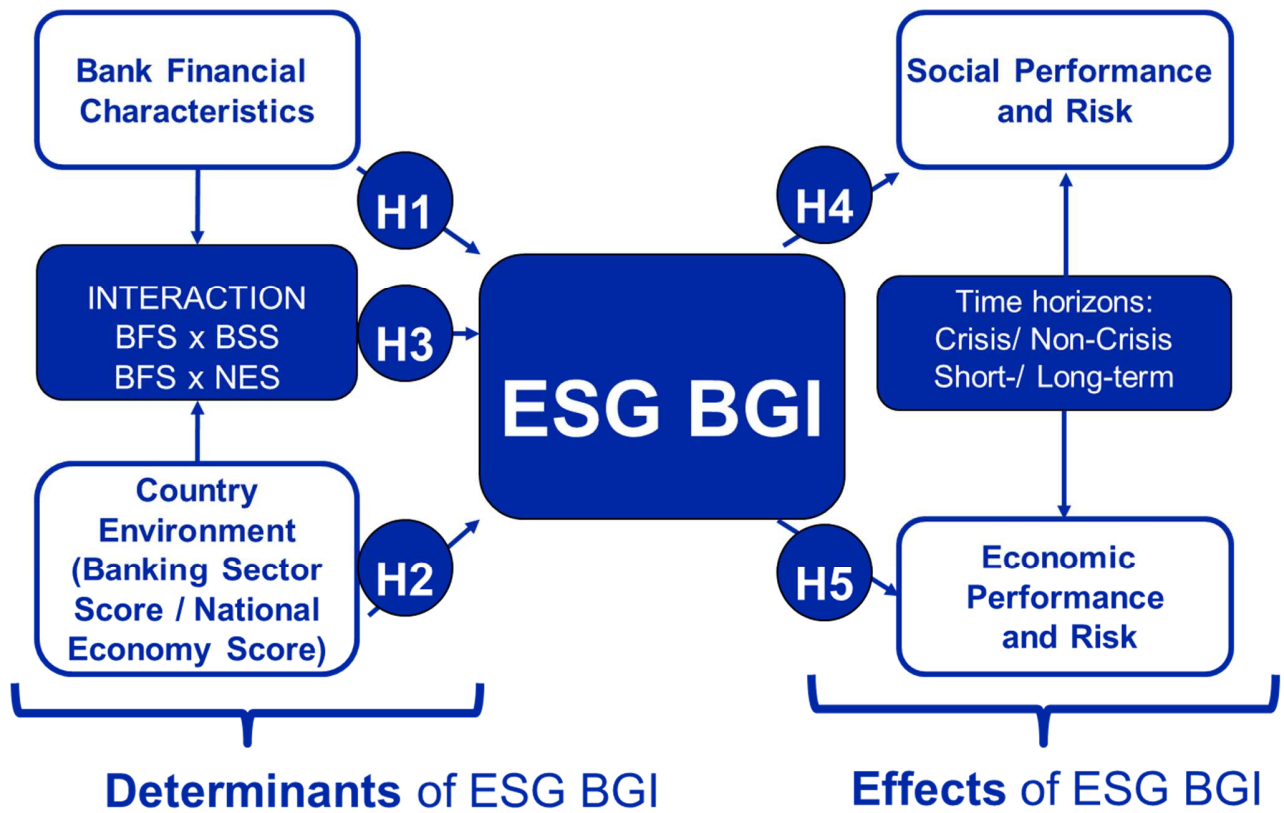 Bank Financial
Characteristics
H1
INTERACTION
BFS x BSS
BFS x NES
H3
Country
Environment
(Banking Sector
Score / National
Economy Score)
H2
ESG BGI
H4
Social Performance
and Risk
Time horizons:
Crisis/ Non-Crisis
Short-/ Long-term
H5
Economic
Performance
and Risk
Determinants of ESG BGI
Effects of ESG BGI